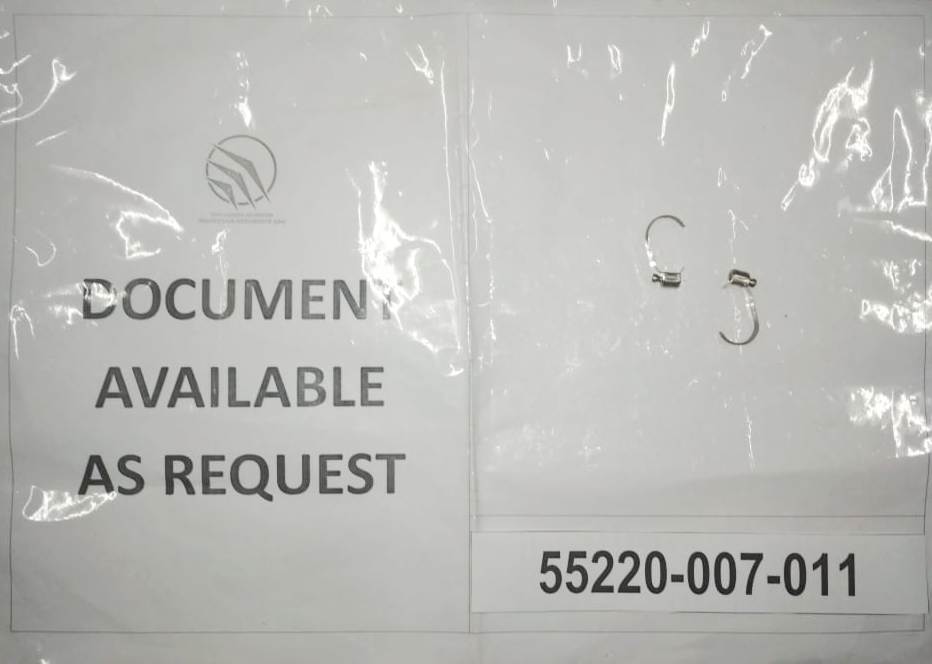 DOCUMENT
AVAILABLE
AS REQUEST
55220-007-011